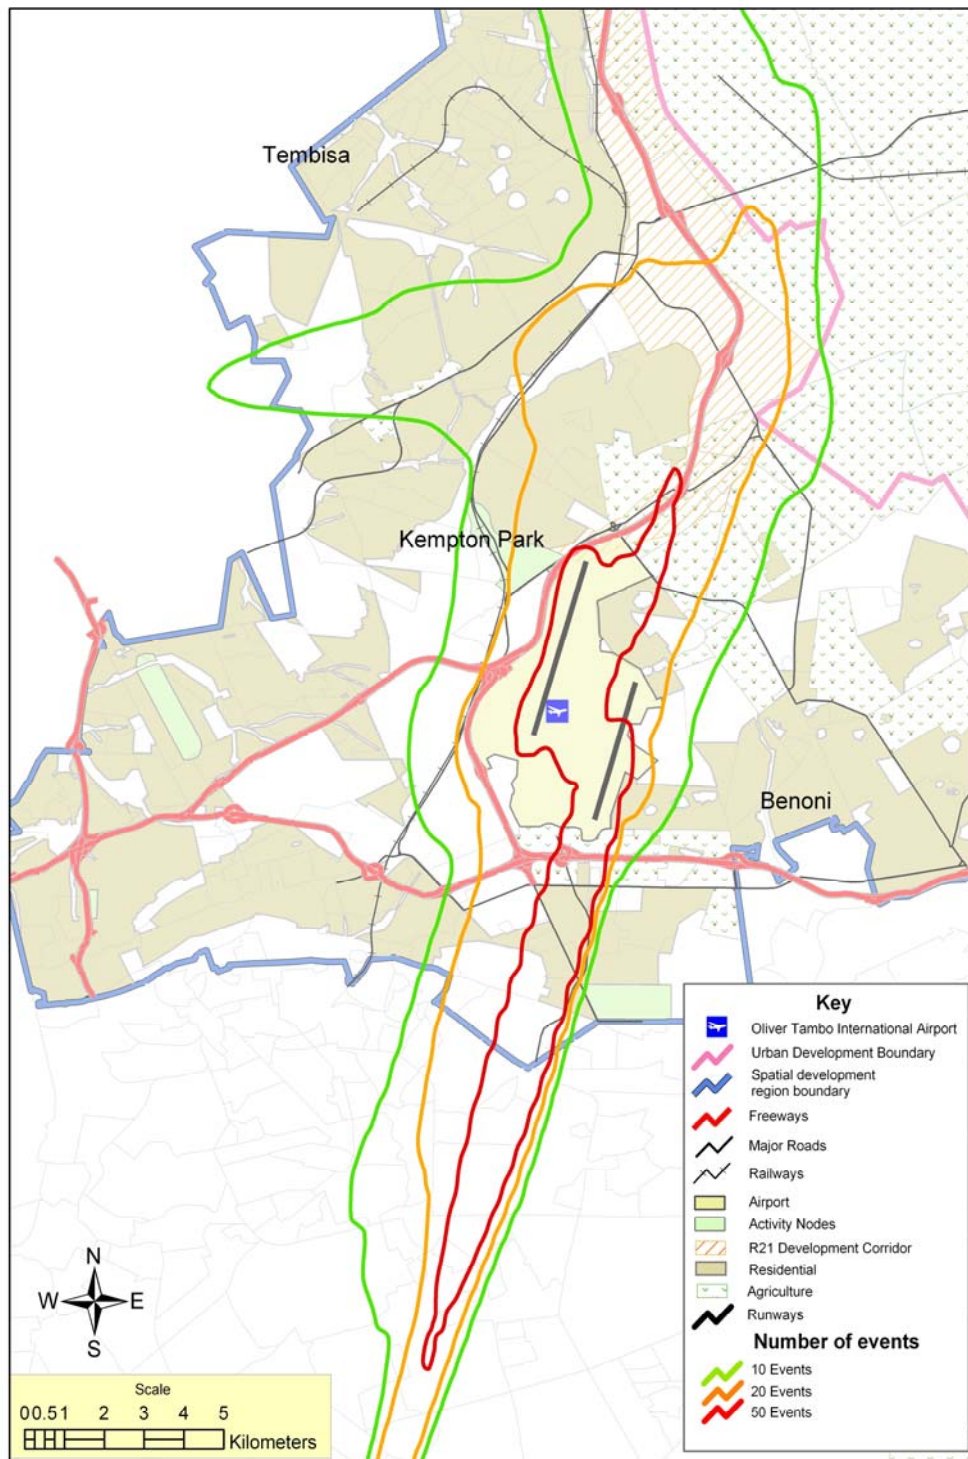 Tembisa
Kempton Park
Benoni
Key
Oliver Tambo International Airport
Urban Development Boundary
Spatial development
region boundary
Freeways
Major Roads
Railways
Airport
Activity Nodes
R21 Development Corridor
Residential
Agriculture
Runways
Number of events
10 Events
20 Events
50 Events
N
W E
S
Scale
0 0.5 1 2 3 4 5
Kilometers